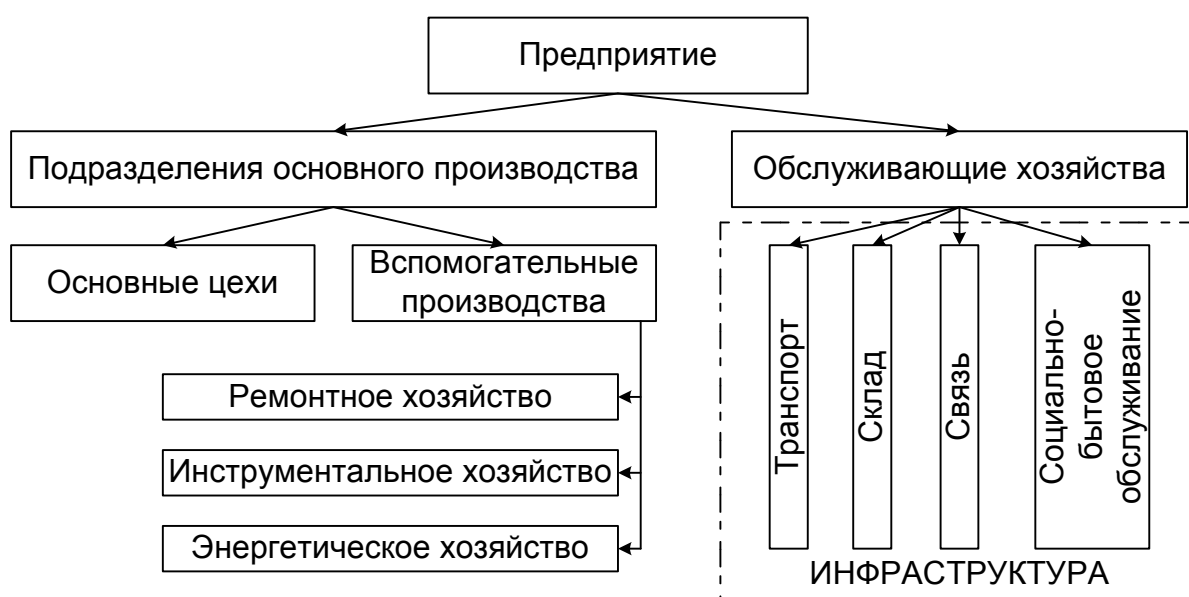 Предприятие
Подразделения основного производства
Обслуживающие хозяйства
Основные цехи
Вспомогательные
производства
Ремонтное хозяйство
Инструментальное хозяйство
Энергетическое хозяйство
Транспорт
Склад
Связь
Социально-
бытовое
обслуживание
ИНФРАСТРУКТУРА